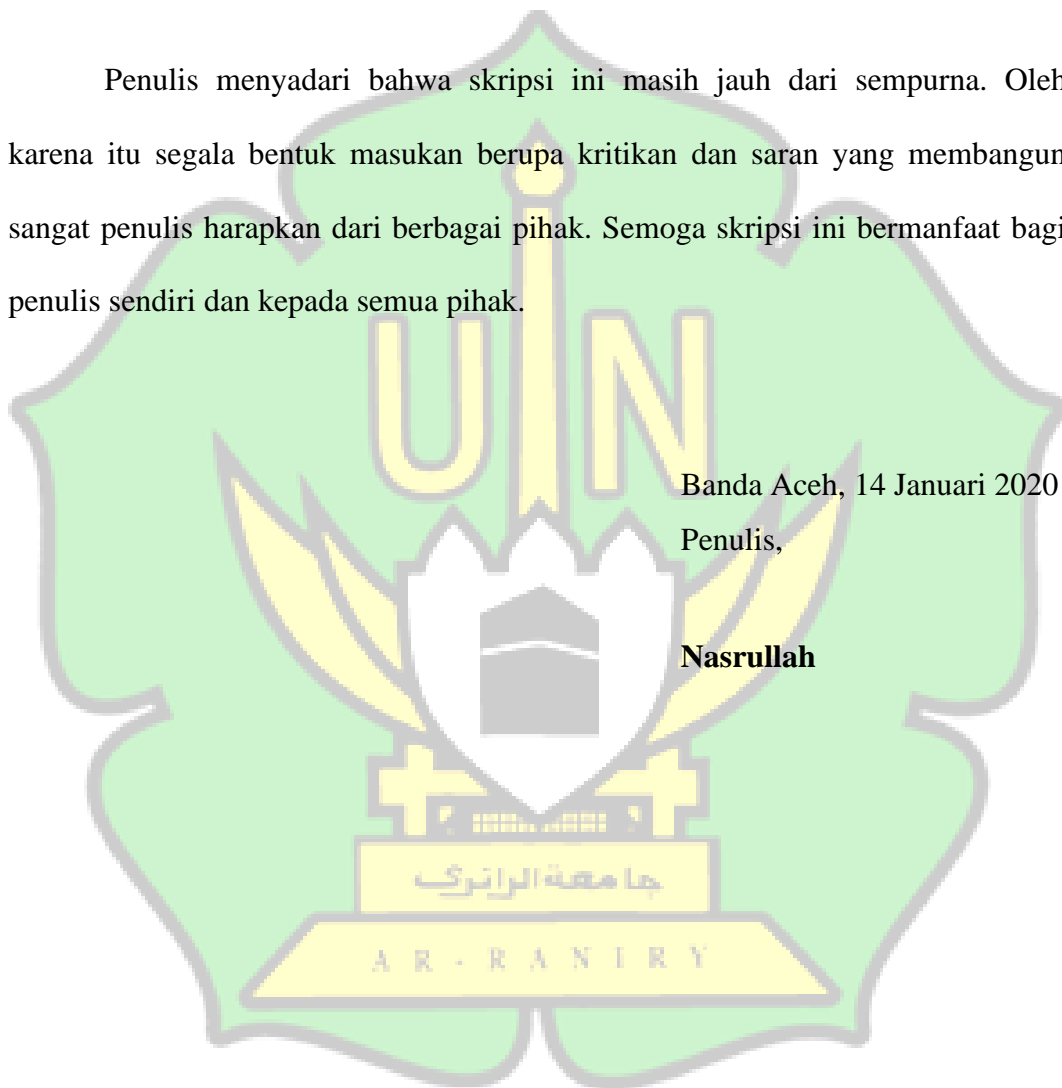 Penulis menyadari bahwa skripsi ini masih jauh dari sempurna. Oleh
karena itu segala bentuk masukan berupa kritikan dan saran yang membangun
sangat penulis harapkan dari berbagai pihak. Semoga skripsi ini bermanfaat bagi
penulis sendiri dan kepada semua pihak.
UIN
Banda Aceh, 14 Januari 2020
Penulis,
Nasrullah
جامعة الرانري
AR-RANIRY